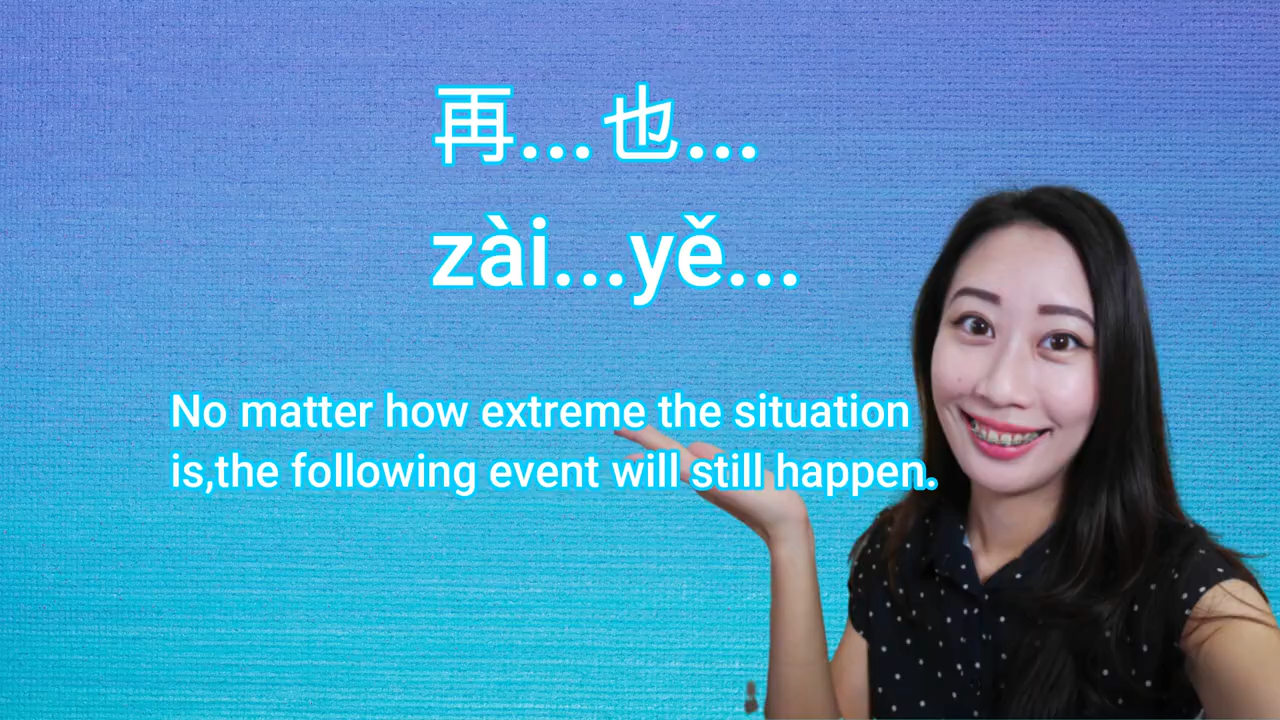 再...也...
zài...yě...
No matter how extreme the situation
is,the following event will still happen.